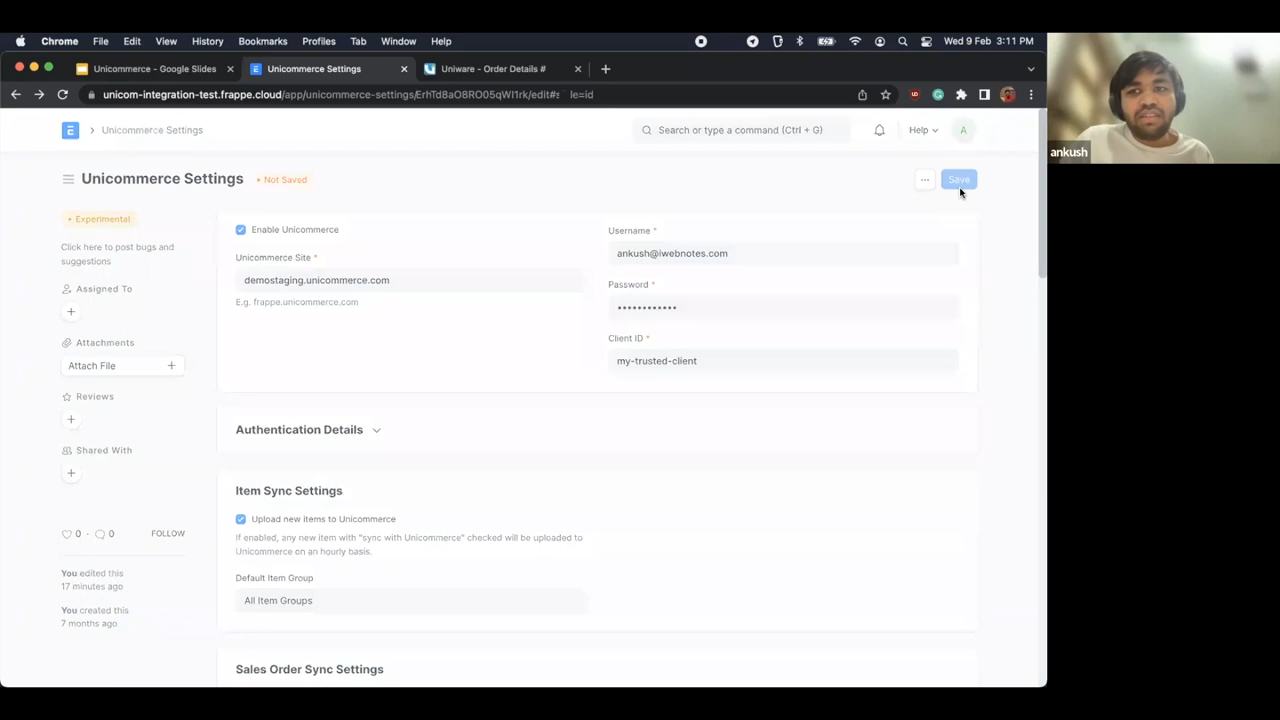 Chrome File Edit View History Bookmarks Profiles Tab Window Help Wed 9 Feb 3:11 PM
Unicommerce - Google Slides Unicommerce Settings Uniware - Order Details #
unicom-integration-test.frappe.cloud/app/unicommerce-settings/ErhTd8aO8RO05qWI1rk/edit#s le=id
Unicommerce Settings Search or type a command (Ctrl + G) Help A
Unicommerce Settings • Not Saved ... Save
ankush
• Experimental
Click here to post bugs and
suggestions
Assigned To
Attachments
Attach File
Reviews
Shared With
0 · 0 FOLLOW
You edited this
17 minutes ago
You created this
7 months ago
Enable Unicommerce
Unicommerce Site *
demostaging.unicommerce.com
E.g. frappe.unicommerce.com
Username *
ankush@iwebnotes.com
Password *
••••••••••••
Client ID *
my-trusted-client
Authentication Details
Item Sync Settings
Upload new items to Unicommerce
If enabled, any new item with "sync with Unicommerce" checked will be uploaded to
Unicommerce on an hourly basis.
Default Item Group
All Item Groups
Sales Order Sync Settings